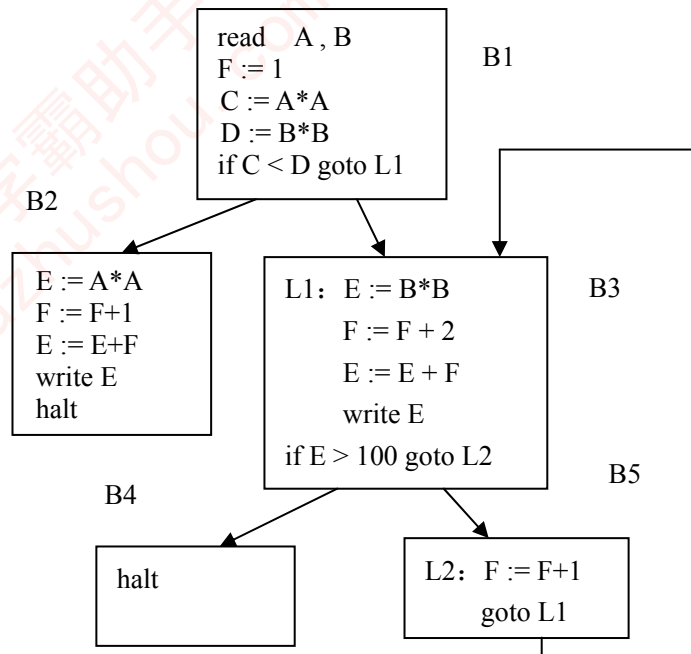 read A , B
F := 1
C := A*A
D := B*B
if C < D goto L1
B1
B2
E := A*A
F := F+1
E := E+F
write E
halt
L1： E := B*B
F := F + 2
E := E + F
write E
if E > 100 goto L2
B3
B4
halt
B5
L2： F := F+1
goto L1